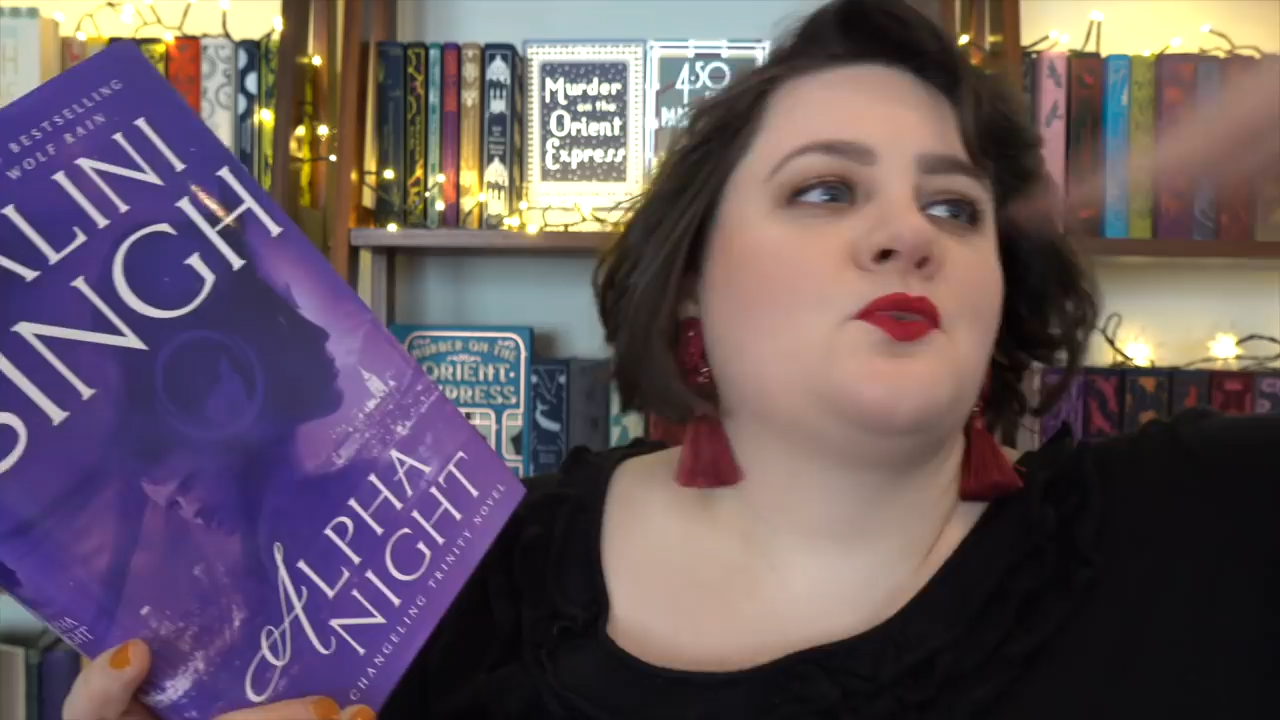 BESTSELLING
WOLF RAIN
ALINI
SINGH
ALPHA
NIGHT
CHANGELING TRINITY NOVEL
Murder
on the
Orient
Express
4.50
MURDER·ON·THE
ORIENT·
EXPRESS